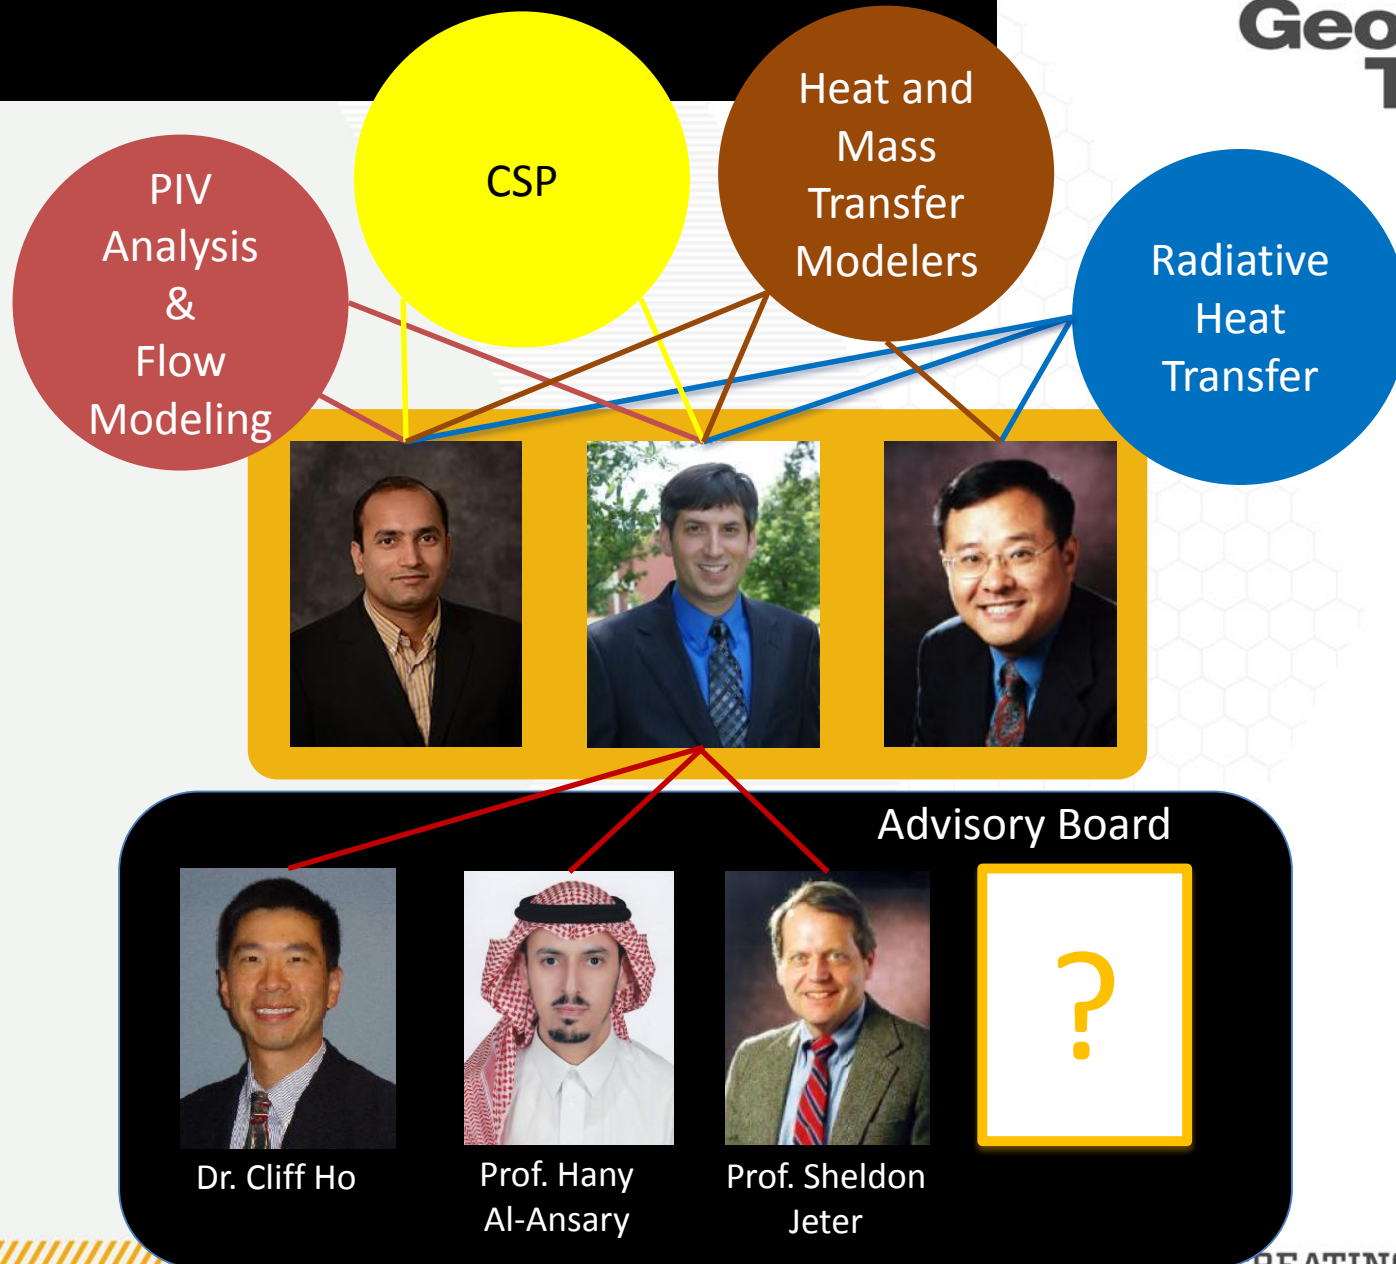 Geo
T
CSP
Heat and
Mass
Transfer
Modelers
PIV
Analysis
&
Flow
Modeling
Radiative
Heat
Transfer
Advisory Board
?
Dr. Cliff Ho
Prof. Hany
Al-Ansary
Prof. Sheldon
Jeter